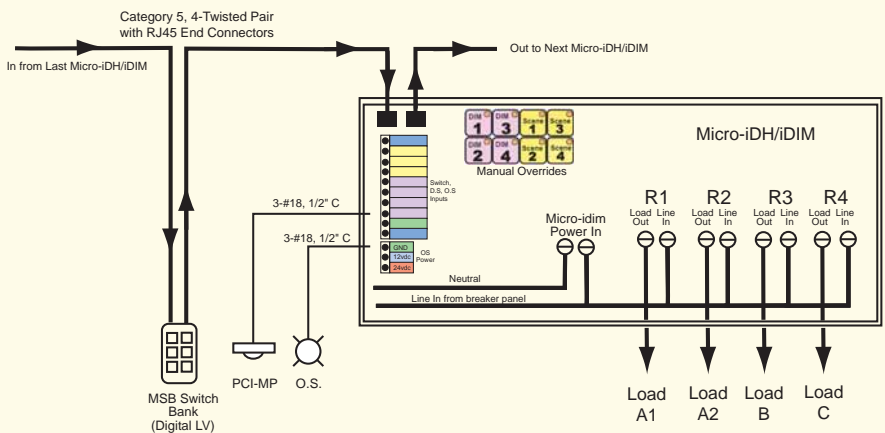 Category 5, 4-Twisted Pair
with RJ45 End Connectors
In from Last Micro-iDH/iDIM
Out to Next Micro-iDH/iDIM
Micro-iDH/iDIM
DIM
1
DIM
3
Scene
1
Scene
3
DIM
2
DIM
4
Scene
2
Scene
4
Manual Overrides
Switch,
D.S, O.S
Inputs
3-#18, 1/2" C
3-#18, 1/2" C
GND
12vdc
24vdc
OS
Power
Micro-idim
Power In
R1
R2
R3
R4
Load
Out
Line
In
Load
Out
Line
In
Load
Out
Line
In
Load
Out
Line
In
Neutral
Line In from breaker panel
PCI-MP
O.S.
MSB Switch
Bank
(Digital LV)
Load
A1
Load
A2
Load
B
Load
C